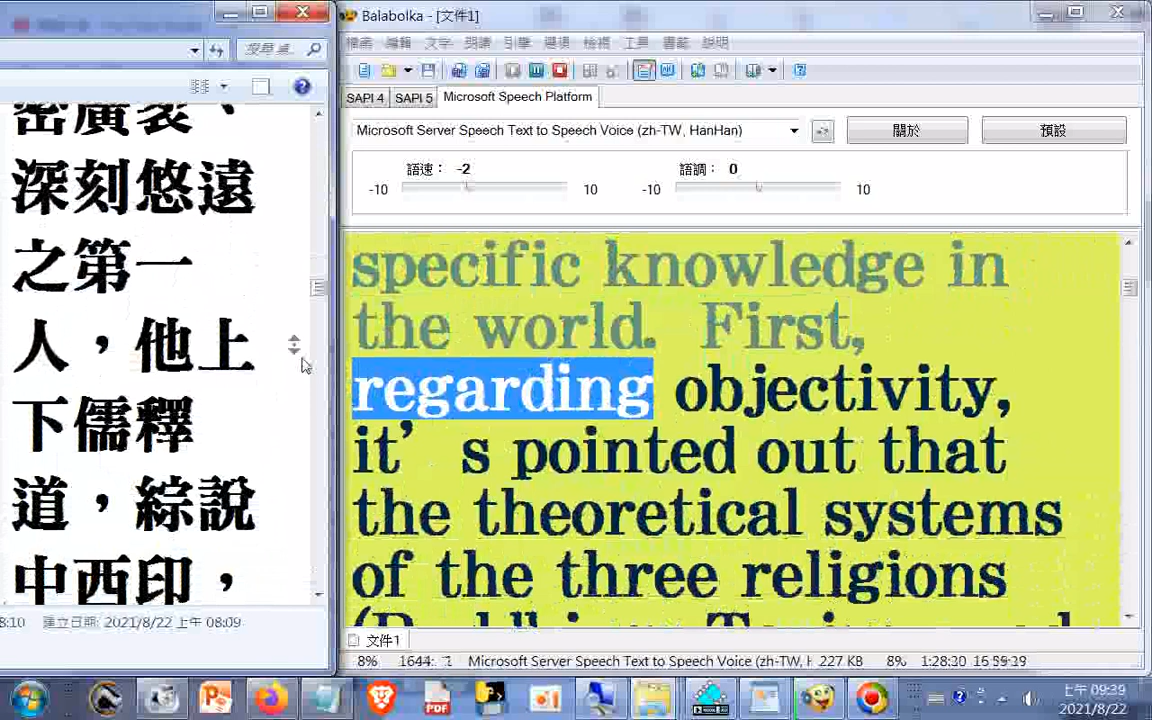 密廣袤、
深刻悠遠
之第一
人，他上
下儒釋
道，綜說
中西印，
8:10 建立日期: 2021/8/22 上午 08:09
Balabolka - [文件1]
檔案 編輯 文字 朗讀 引擎 選項 檢視 工具 書籤 說明
SAPI 4 SAPI 5 Microsoft Speech Platform
Microsoft Server Speech Text to Speech Voice (zh-TW, HanHan)
關於
預設
語速： -2
語調： 0
-10 10 -10 10
specific knowledge in
the world. First,
regarding objectivity,
it’s pointed out that
the theoretical systems
of the three religions
文件1
8% Microsoft Server Speech Text to Speech Voice (zh-TW, H 227 KB 8% 1:28:30
PDF
上午 09:39
2021/8/22